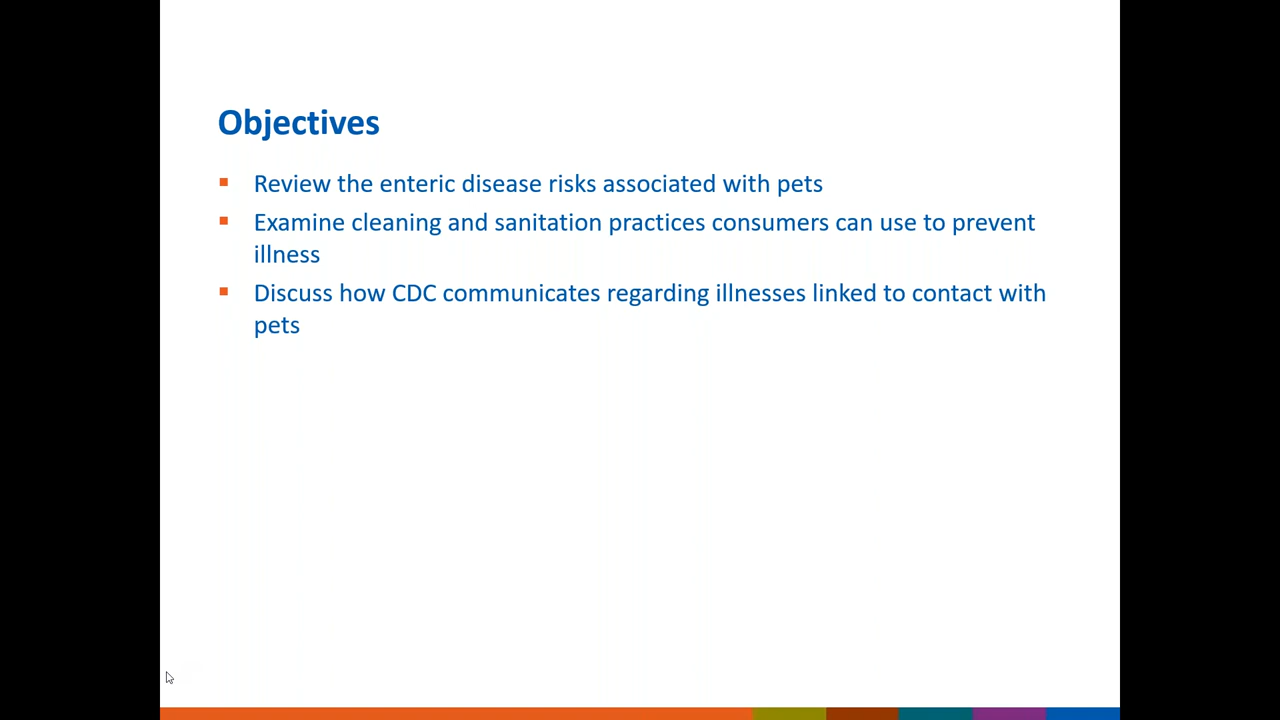 Objectives
Review the enteric disease risks associated with pets
Examine cleaning and sanitation practices consumers can use to prevent
illness
Discuss how CDC communicates regarding illnesses linked to contact with
pets